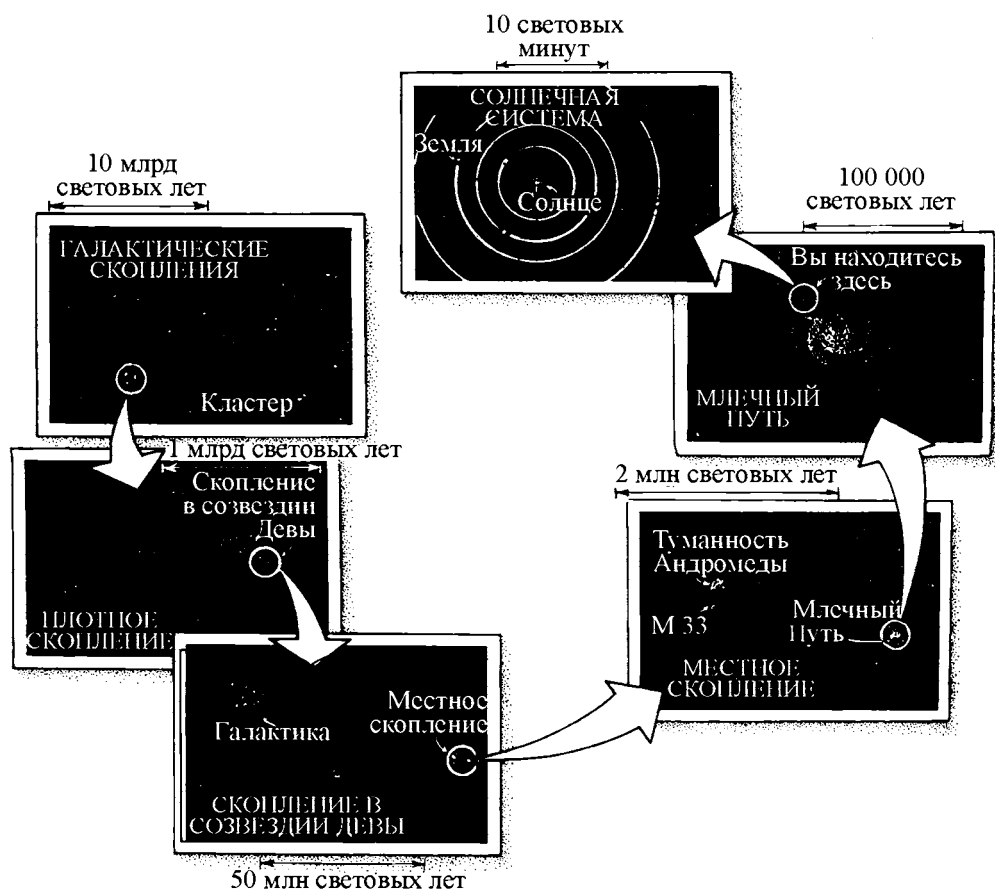 10 световых
минут
СОЛНЕЧНАЯ
СИСТЕМА
Земля
Солнце
10 млрд
световых лет
ГАЛАКТИЧЕСКИЕ
СКОПЛЕНИЯ
Кластер
100 000
световых лет
Вы находитесь
здесь
МЛЕЧНЫЙ
ПУТЬ
1 млрд световых лет
Скопление
в созвездии
Девы
ПЛОТНОЕ
СКОПЛЕНИЕ
2 млн световых лет
Туманность
Андромеды
М 33
Млечный
Путь
МЕСТНОЕ
СКОПЛЕНИЕ
Местное
скопление
Галактика
СКОПЛЕНИЕ В
СОЗВЕЗДИИ ДЕВЫ
50 млн световых лет